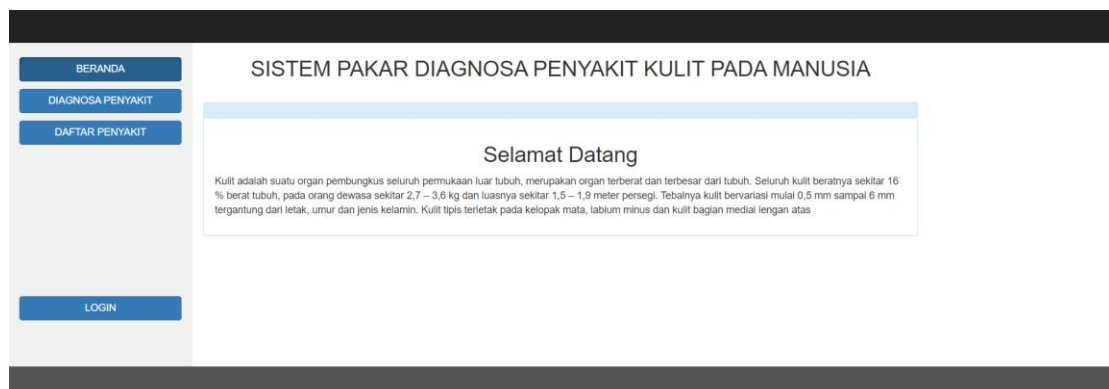 BERANDA
DIAGNOSA PENYAKIT
DAFTAR PENYAKIT
LOGIN
SISTEM PAKAR DIAGNOSA PENYAKIT KULIT PADA MANUSIA
Selamat Datang
Kulit adalah suatu organ pembungkus seluruh permukaan luar tubuh, merupakan organ terberat dan terbesar dari tubuh. Seluruh kulit beratnya sekitar 16
% berat tubuh, pada orang dewasa sekitar 2,7 – 3,6 kg dan luasnya sekitar 1,5 – 1,9 meter persegi. Tebalnya kulit bervariasi mulai 0,5 mm sampai 6 mm
tergantung dari letak, umur dan jenis kelamin. Kulit tipis terletak pada kelopak mata, labium minus dan kulit bagian medial lengan atas